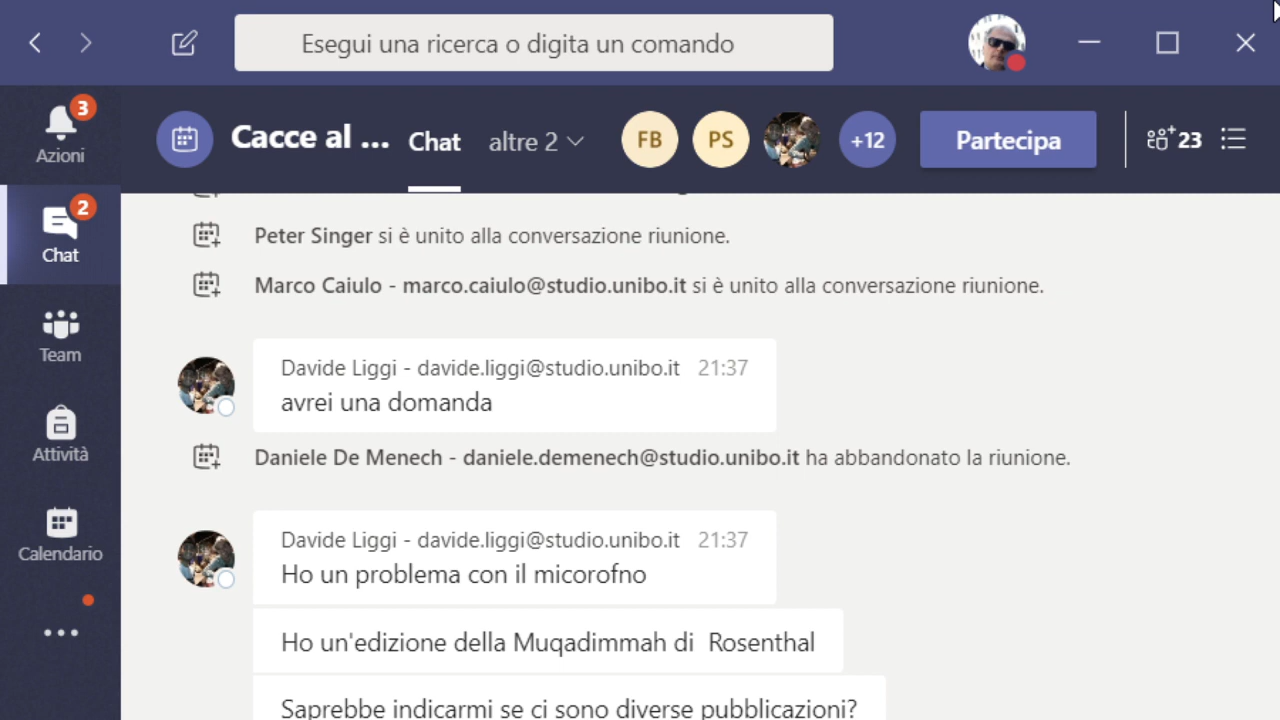 Esegui una ricerca o digita un comando
3
Azioni
Cacce al ...
Chat
altre 2
FB
PS
+12
Partecipa
23
2
Chat
Peter Singer si è unito alla conversazione riunione.
Marco Caiulo - marco.caiulo@studio.unibo.it si è unito alla conversazione riunione.
Team
Davide Liggi - davide.liggi@studio.unibo.it 21:37
avrei una domanda
Attività
Daniele De Menech - daniele.demenech@studio.unibo.it ha abbandonato la riunione.
Calendario
Davide Liggi - davide.liggi@studio.unibo.it 21:37
Ho un problema con il micorofno
Ho un'edizione della Muqadimmah di  Rosenthal
Saprebbe indicarmi se ci sono diverse pubblicazioni?